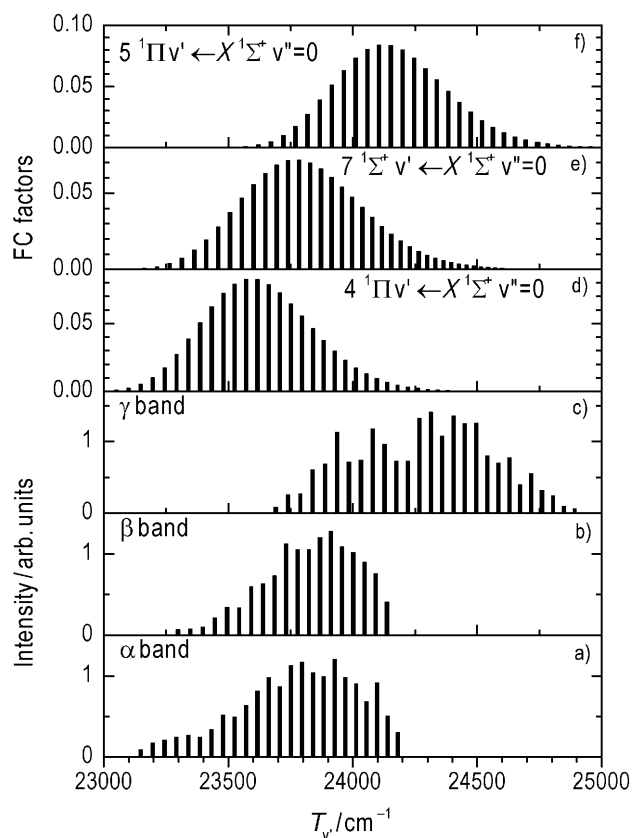 0.10
5 ¹Π v' ← X ¹Σ⁺ v''=0
f)
0.05
0.00
7 ¹Σ⁺ v' ← X ¹Σ⁺ v''=0
e)
0.05
0.00
FC factors
4 ¹Π v' ← X ¹Σ⁺ v''=0
d)
0.05
0.00
γ band
c)
1
0
β band
b)
1
0
Intensity / arb. units
α band
a)
1
0
23000 23500 24000 24500 25000
Tv' / cm⁻¹